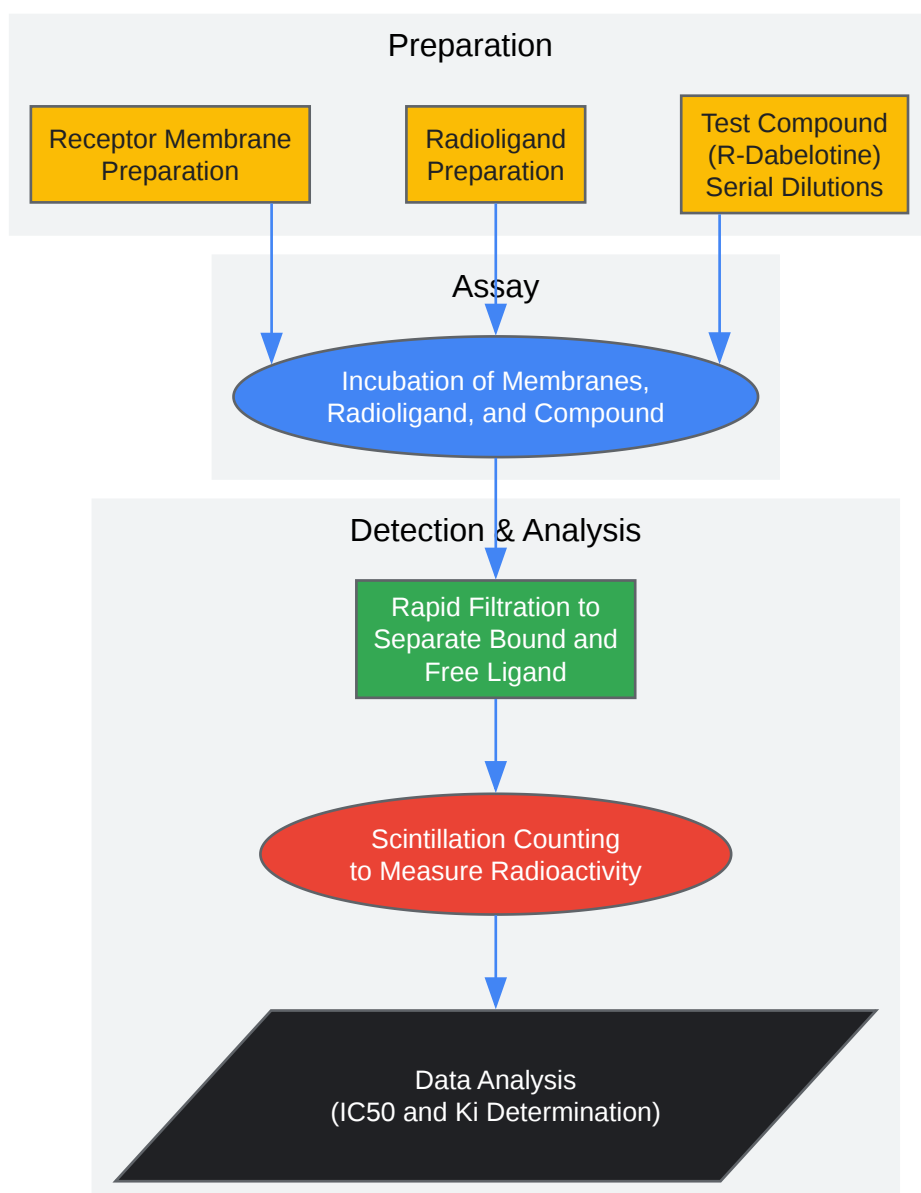 Preparation
Receptor Membrane
Preparation
Radioligand
Preparation
Test Compound
(R-Dabelotine)
Serial Dilutions
Assay
Incubation of Membranes,
Radioligand, and Compound
Detection & Analysis
Rapid Filtration to
Separate Bound and
Free Ligand
Scintillation Counting
to Measure Radioactivity
Data Analysis
(IC50 and Ki Determination)